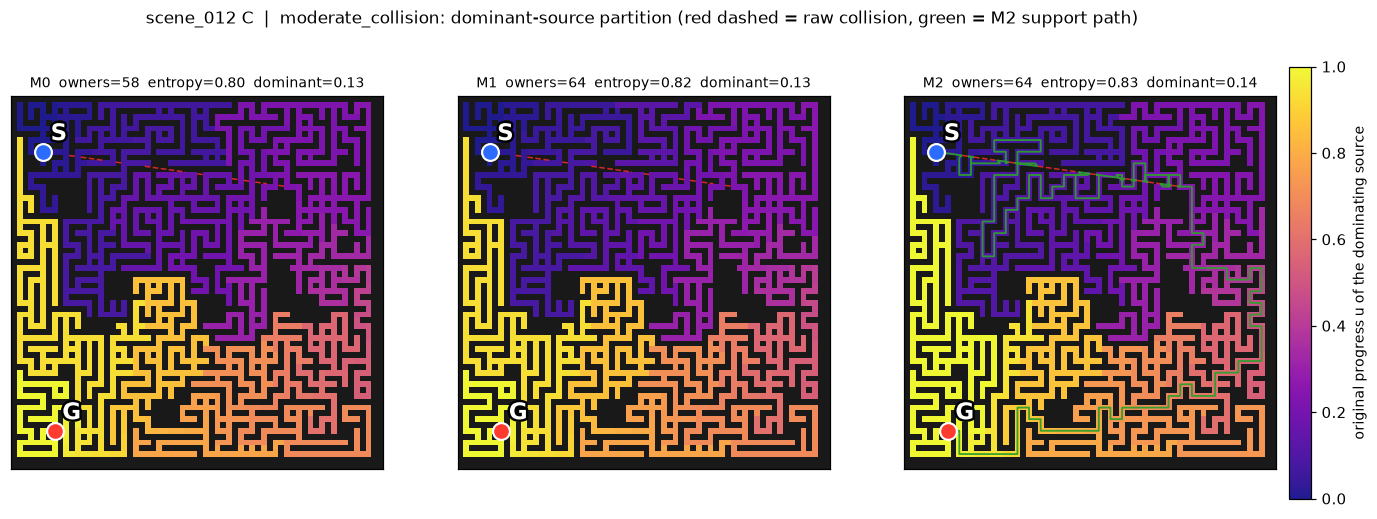 scene_012 C | moderate_collision: dominant-source partition (red dashed = raw collision, green = M2 support path)
M0 owners=58 entropy=0.80 dominant=0.13
M1 owners=64 entropy=0.82 dominant=0.13
M2 owners=64 entropy=0.83 dominant=0.14
S
G
S
G
S
G
1.0
0.8
0.6
0.4
0.2
0.0
original progress u of the dominating source